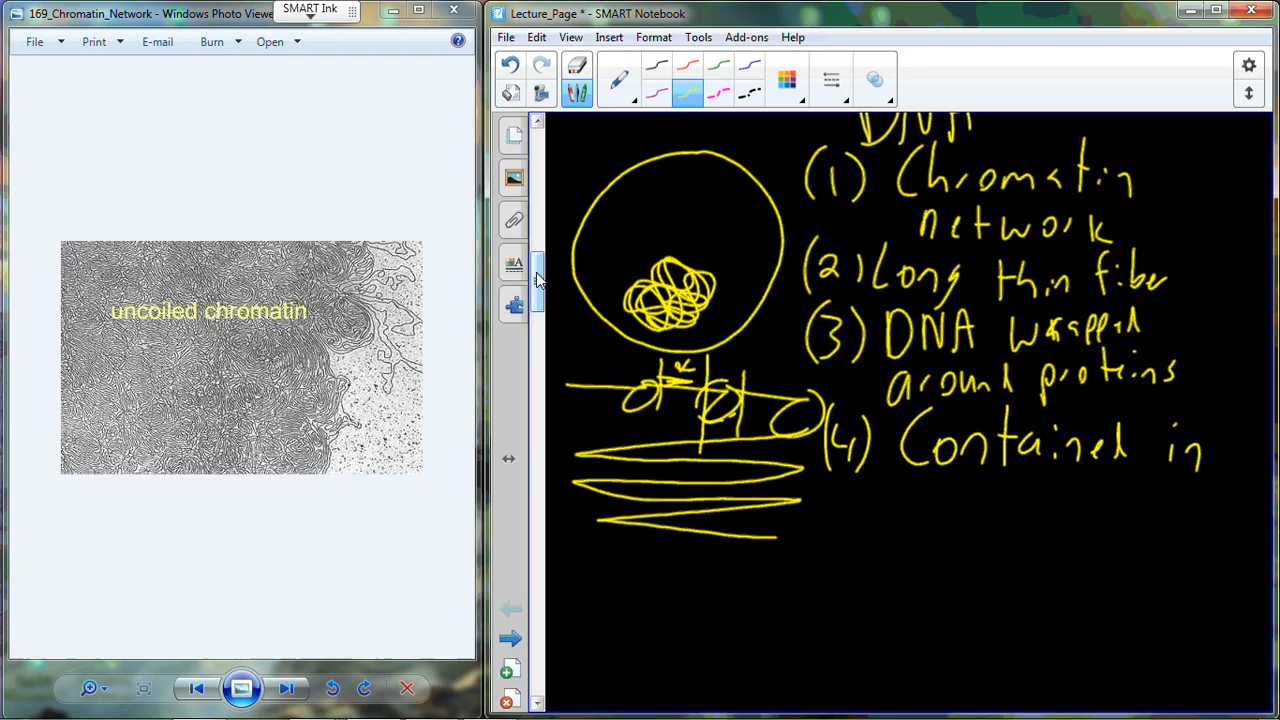 169_Chromatin_Network - Windows Photo Viewe
SMART Ink
File Print E-mail Burn Open
uncoiled chromatin
Lecture_Page * - SMART Notebook
File Edit View Insert Format Tools Add-ons Help
DNA
(1) Chromatin
network
(2) Long thin fiber
(3) DNA wrapped
around proteins
(4) Contained in